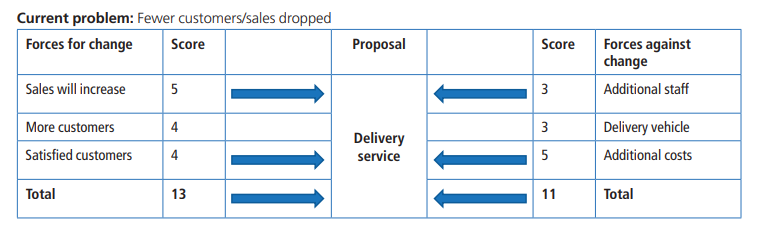 Current problem: Fewer customers/sales dropped
Forces for change Score Proposal Score Forces against
change
Sales will increase 5 3 Additional staff
More customers 4 3 Delivery vehicle
Delivery
service
Satisfied customers 4 5 Additional costs
Total 13 11 Total